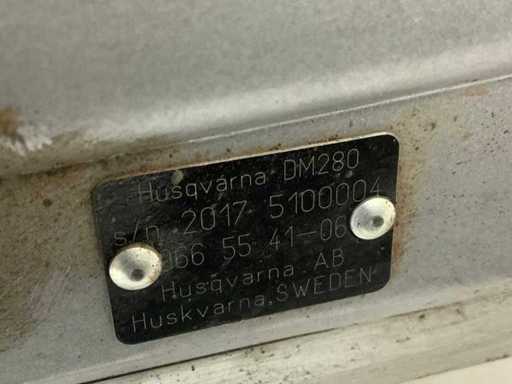 Husqvarna DM280
s/n 2017 5100004
966 55 41-06
Husqvarna AB
Huskvarna, SWEDEN